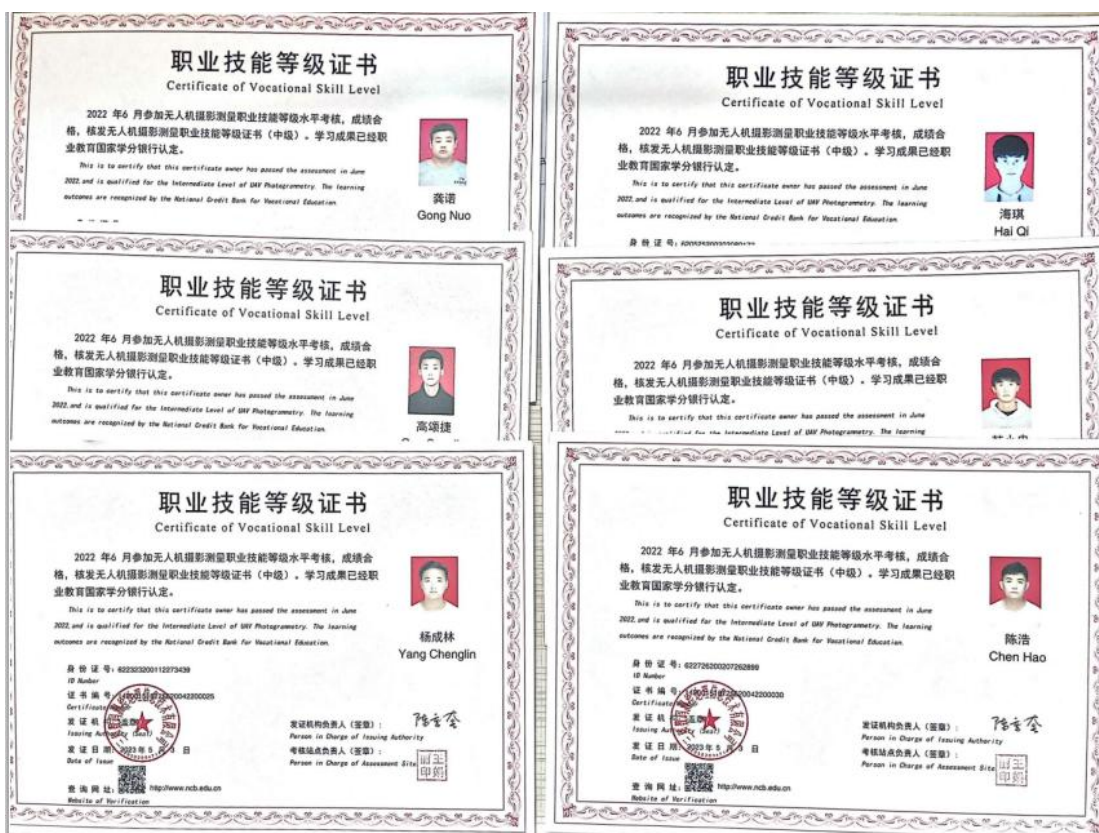 职业技能等级证书
Certificate of Vocational Skill Level
2022 年6 月参加无人机摄影测量职业技能等级水平考核，成绩合
格，核发无人机摄影测量职业技能等级证书（中级）。学习成果已经职
业教育国家学分银行认定。
This is to certify that this certificate owner has passed the assessment in June
2022,and is qualified for the Intermediate Level of UAV Photogrammetry. The learning
outcomes are recognized by the National Credit Bank for Vocational Education.
龚诺
Gong Nuo
职业技能等级证书
Certificate of Vocational Skill Level
2022 年6 月参加无人机摄影测量职业技能等级水平考核，成绩合
格，核发无人机摄影测量职业技能等级证书（中级）。学习成果已经职
业教育国家学分银行认定。
This is to certify that this certificate owner has passed the assessment in June
2022,and is qualified for the Intermediate Level of UAV Photogrammetry. The learning
outcomes are recognized by the National Credit Bank for Vocational Education.
海琪
Hai Qi
身 份 证 号：
职业技能等级证书
Certificate of Vocational Skill Level
2022 年6 月参加无人机摄影测量职业技能等级水平考核，成绩合
格，核发无人机摄影测量职业技能等级证书（中级）。学习成果已经职
业教育国家学分银行认定。
This is to certify that this certificate owner has passed the assessment in June
2022,and is qualified for the Intermediate Level of UAV Photogrammetry. The learning
outcomes are recognized by the National Credit Bank for Vocational Education.
高颂捷
职业技能等级证书
Certificate of Vocational Skill Level
2022 年6 月参加无人机摄影测量职业技能等级水平考核，成绩合
格，核发无人机摄影测量职业技能等级证书（中级）。学习成果已经职
业教育国家学分银行认定。
This is to certify that this certificate owner has passed the assessment in June
is qualified for the Intermediate Level of UAV Photogrammetry. The learning
职业技能等级证书
Certificate of Vocational Skill Level
2022 年6 月参加无人机摄影测量职业技能等级水平考核，成绩合
格，核发无人机摄影测量职业技能等级证书（中级）。学习成果已经职
业教育国家学分银行认定。
This is to certify that this certificate owner has passed the assessment in June
2022,and is qualified for the Intermediate Level of UAV Photogrammetry. The learning
outcomes are recognized by the National Credit Bank for Vocational Education.
杨成林
Yang Chenglin
身 份 证 号：622323200112273439
ID Number
证 书 编 号：
Certificate
发 证 机
Issuing Authority (Seal)
发 证 日 期：2023 年 5 月 3 日
Date of Issue
查 询 网 址：http://www.ncb.edu.cn
Website of Verification
发证机构负责人（签章）：
Person in Charge of Issuing Authority
考核站点负责人（签章）：
Person in Charge of Assessment Site
职业技能等级证书
Certificate of Vocational Skill Level
2022 年6 月参加无人机摄影测量职业技能等级水平考核，成绩合
格，核发无人机摄影测量职业技能等级证书（中级）。学习成果已经职
业教育国家学分银行认定。
This is to certify that this certificate owner has passed the assessment in June
2022,and is qualified for the Intermediate Level of UAV Photogrammetry. The learning
outcomes are recognized by the National Credit Bank for Vocational Education.
陈浩
Chen Hao
身 份 证 号：622726200207262899
ID Number
证 书 编 号：
Certificate
发 证 机
Issuing Authority (Seal)
发 证 日 期：2023 年 5 月 3 日
Date of Issue
查 询 网 址：http://www.ncb.edu.cn
Website of Verification
发证机构负责人（签章）：
Person in Charge of Issuing Authority
考核站点负责人（签章）：
Person in Charge of Assessment Site